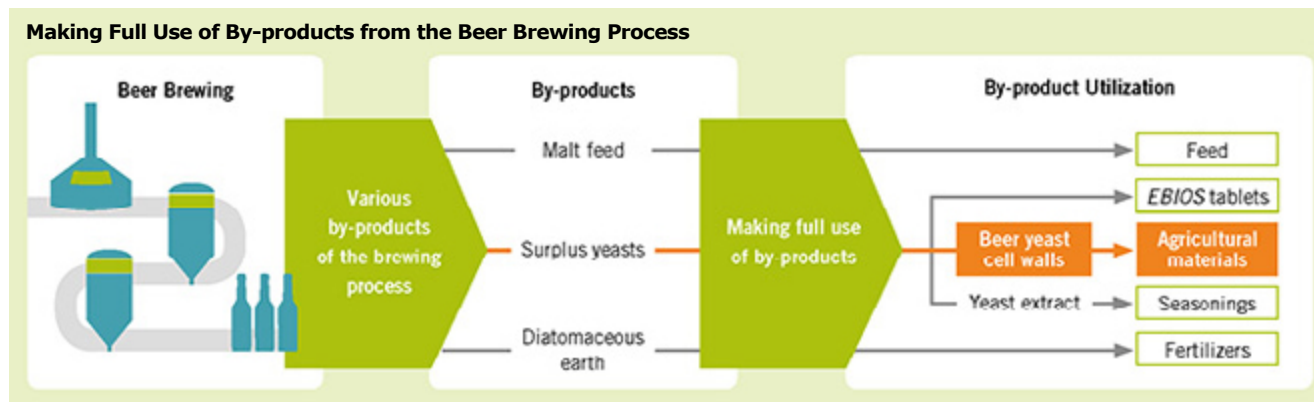 Making Full Use of By-products from the Beer Brewing Process
Beer Brewing
By-products
By-product Utilization
Various
by-products
of the brewing
process
Malt feed
Surplus yeasts
Diatomaceous
earth
Making full use
of by-products
Feed
EBIOS tablets
Beer yeast
cell walls
Agricultural
materials
Yeast extract
Seasonings
Fertilizers